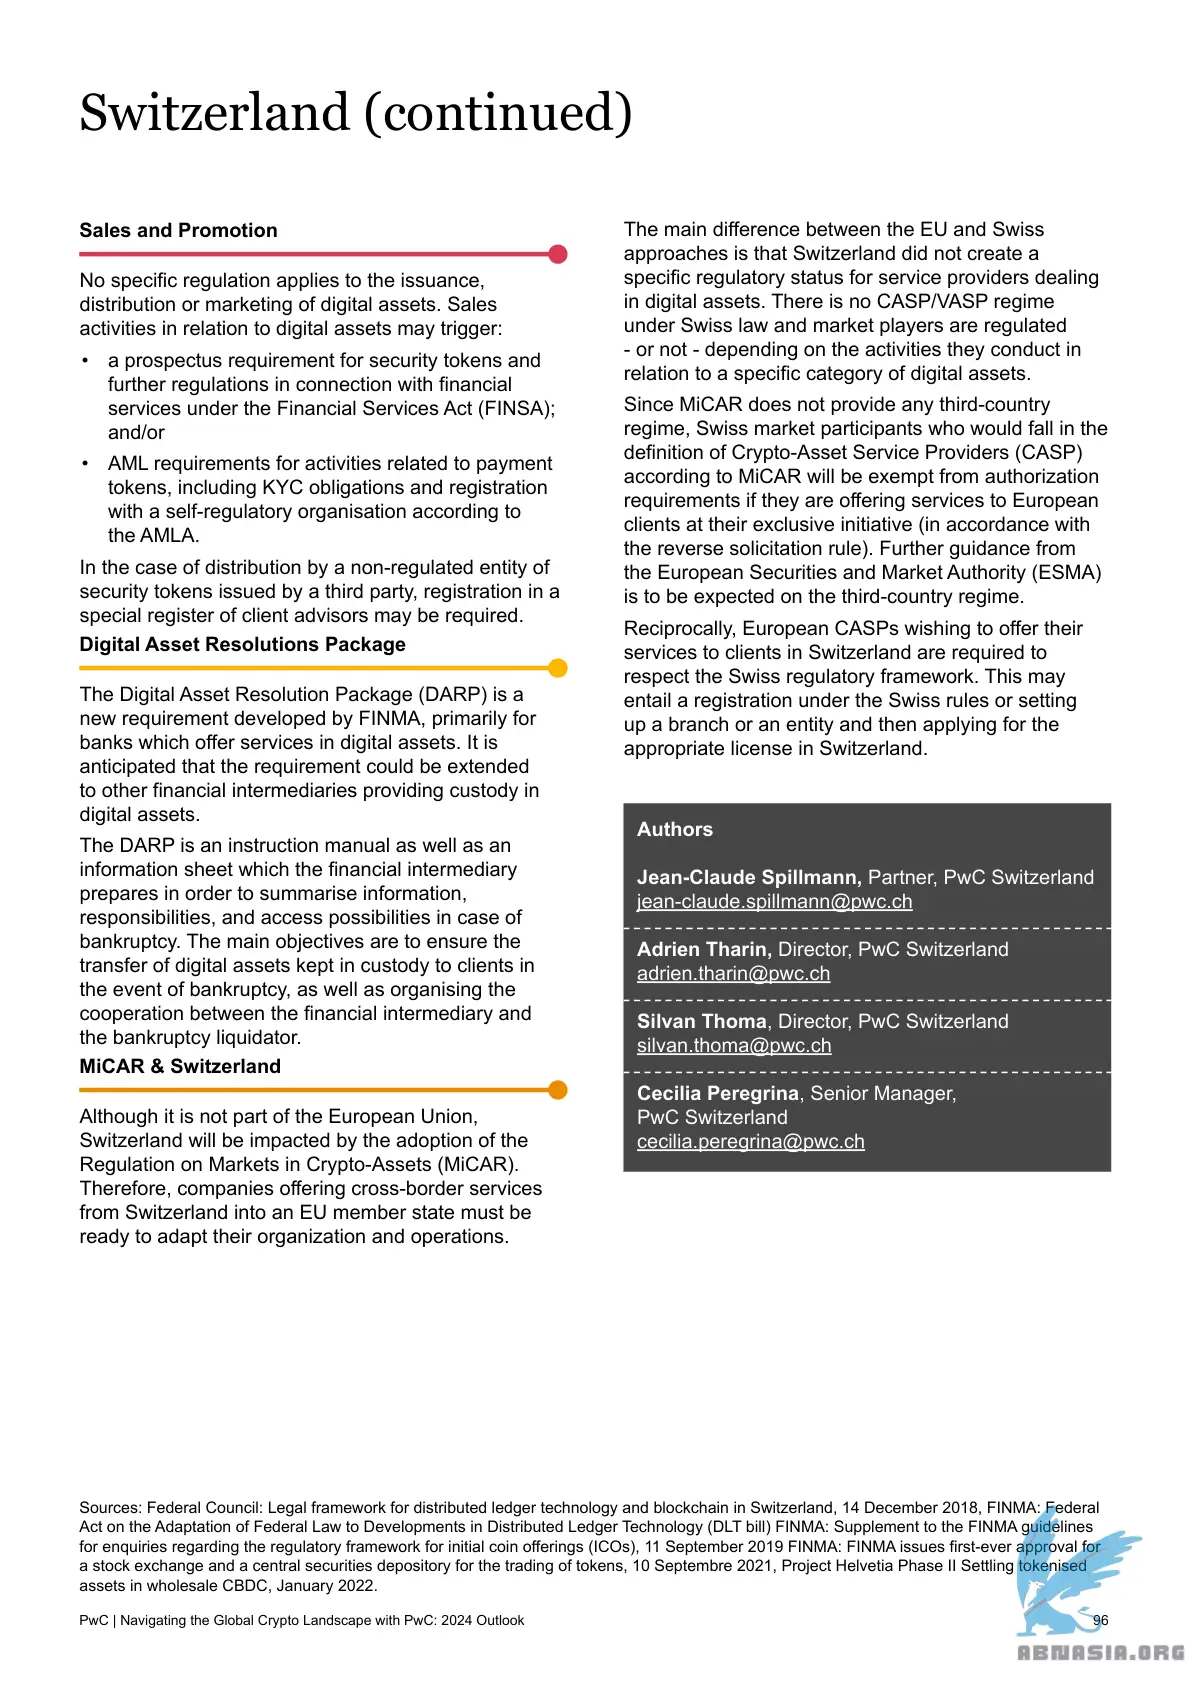 Switzerland (continued)
Sales and Promotion
No specific regulation applies to the issuance,
distribution or marketing of digital assets. Sales
activities in relation to digital assets may trigger:
• a prospectus requirement for security tokens and
further regulations in connection with financial
services under the Financial Services Act (FINSA);
and/or
• AML requirements for activities related to payment
tokens, including KYC obligations and registration
with a self-regulatory organisation according to
the AMLA.
In the case of distribution by a non-regulated entity of
security tokens issued by a third party, registration in a
special register of client advisors may be required.
Digital Asset Resolutions Package
The Digital Asset Resolution Package (DARP) is a
new requirement developed by FINMA, primarily for
banks which offer services in digital assets. It is
anticipated that the requirement could be extended
to other financial intermediaries providing custody in
digital assets.
The DARP is an instruction manual as well as an
information sheet which the financial intermediary
prepares in order to summarise information,
responsibilities, and access possibilities in case of
bankruptcy. The main objectives are to ensure the
transfer of digital assets kept in custody to clients in
the event of bankruptcy, as well as organising the
cooperation between the financial intermediary and
the bankruptcy liquidator.
MiCAR & Switzerland
Although it is not part of the European Union,
Switzerland will be impacted by the adoption of the
Regulation on Markets in Crypto-Assets (MiCAR).
Therefore, companies offering cross-border services
from Switzerland into an EU member state must be
ready to adapt their organization and operations.
The main difference between the EU and Swiss
approaches is that Switzerland did not create a
specific regulatory status for service providers dealing
in digital assets. There is no CASP/VASP regime
under Swiss law and market players are regulated
- or not - depending on the activities they conduct in
relation to a specific category of digital assets.
Since MiCAR does not provide any third-country
regime, Swiss market participants who would fall in the
definition of Crypto-Asset Service Providers (CASP)
according to MiCAR will be exempt from authorization
requirements if they are offering services to European
clients at their exclusive initiative (in accordance with
the reverse solicitation rule). Further guidance from
the European Securities and Market Authority (ESMA)
is to be expected on the third-country regime.
Reciprocally, European CASPs wishing to offer their
services to clients in Switzerland are required to
respect the Swiss regulatory framework. This may
entail a registration under the Swiss rules or setting
up a branch or an entity and then applying for the
appropriate license in Switzerland.
Authors
Jean-Claude Spillmann, Partner, PwC Switzerland
jean-claude.spillmann@pwc.ch
Adrien Tharin, Director, PwC Switzerland
adrien.tharin@pwc.ch
Silvan Thoma, Director, PwC Switzerland
silvan.thoma@pwc.ch
Cecilia Peregrina, Senior Manager,
PwC Switzerland
cecilia.peregrina@pwc.ch
Sources: Federal Council: Legal framework for distributed ledger technology and blockchain in Switzerland, 14 December 2018, FINMA: Federal
Act on the Adaptation of Federal Law to Developments in Distributed Ledger Technology (DLT bill) FINMA: Supplement to the FINMA guidelines
for enquiries regarding the regulatory framework for initial coin offerings (ICOs), 11 September 2019 FINMA: FINMA issues first-ever approval for
a stock exchange and a central securities depository for the trading of tokens, 10 Septembre 2021, Project Helvetia Phase II Settling tokenised
assets in wholesale CBDC, January 2022.
PwC | Navigating the Global Crypto Landscape with PwC: 2024 Outlook
96
ABNASIA.ORG